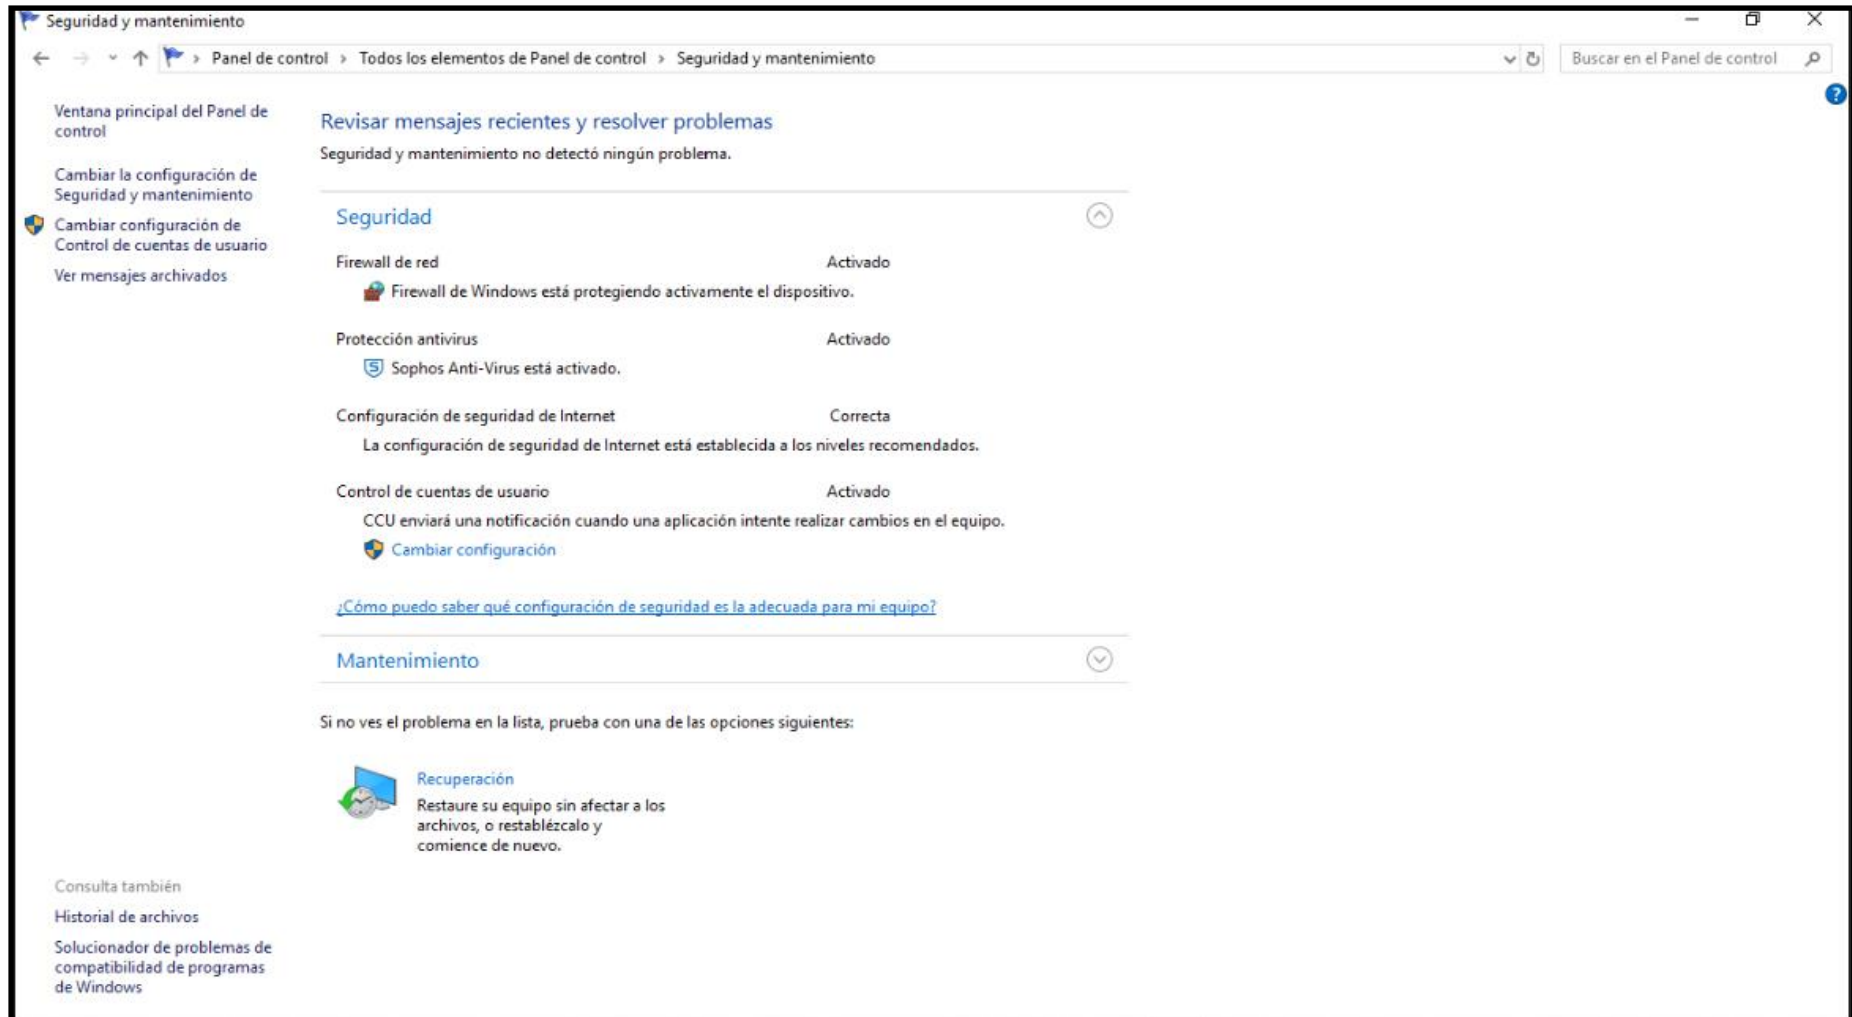 Seguridad y mantenimiento
Panel de control > Todos los elementos de Panel de control > Seguridad y mantenimiento
Buscar en el Panel de control
Ventana principal del Panel de
control
Cambiar la configuración de
Seguridad y mantenimiento
Cambiar configuración de
Control de cuentas de usuario
Ver mensajes archivados
Revisar mensajes recientes y resolver problemas
Seguridad y mantenimiento no detectó ningún problema.
Seguridad
Firewall de red Activado
Firewall de Windows está protegiendo activamente el dispositivo.
Protección antivirus Activado
Sophos Anti-Virus está activado.
Configuración de seguridad de Internet Correcta
La configuración de seguridad de Internet está establecida a los niveles recomendados.
Control de cuentas de usuario Activado
CCU enviará una notificación cuando una aplicación intente realizar cambios en el equipo.
Cambiar configuración
¿Cómo puedo saber qué configuración de seguridad es la adecuada para mi equipo?
Mantenimiento
Si no ves el problema en la lista, prueba con una de las opciones siguientes:
Recuperación
Restaure su equipo sin afectar a los
archivos, o restablézcalo y
comience de nuevo.
Consulta también
Historial de archivos
Solucionador de problemas de
compatibilidad de programas
de Windows